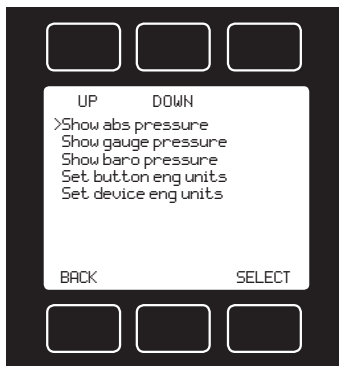 UP DOWN
>Show abs pressure
Show gauge pressure
Show baro pressure
Set button eng units
Set device eng units
BACK SELECT